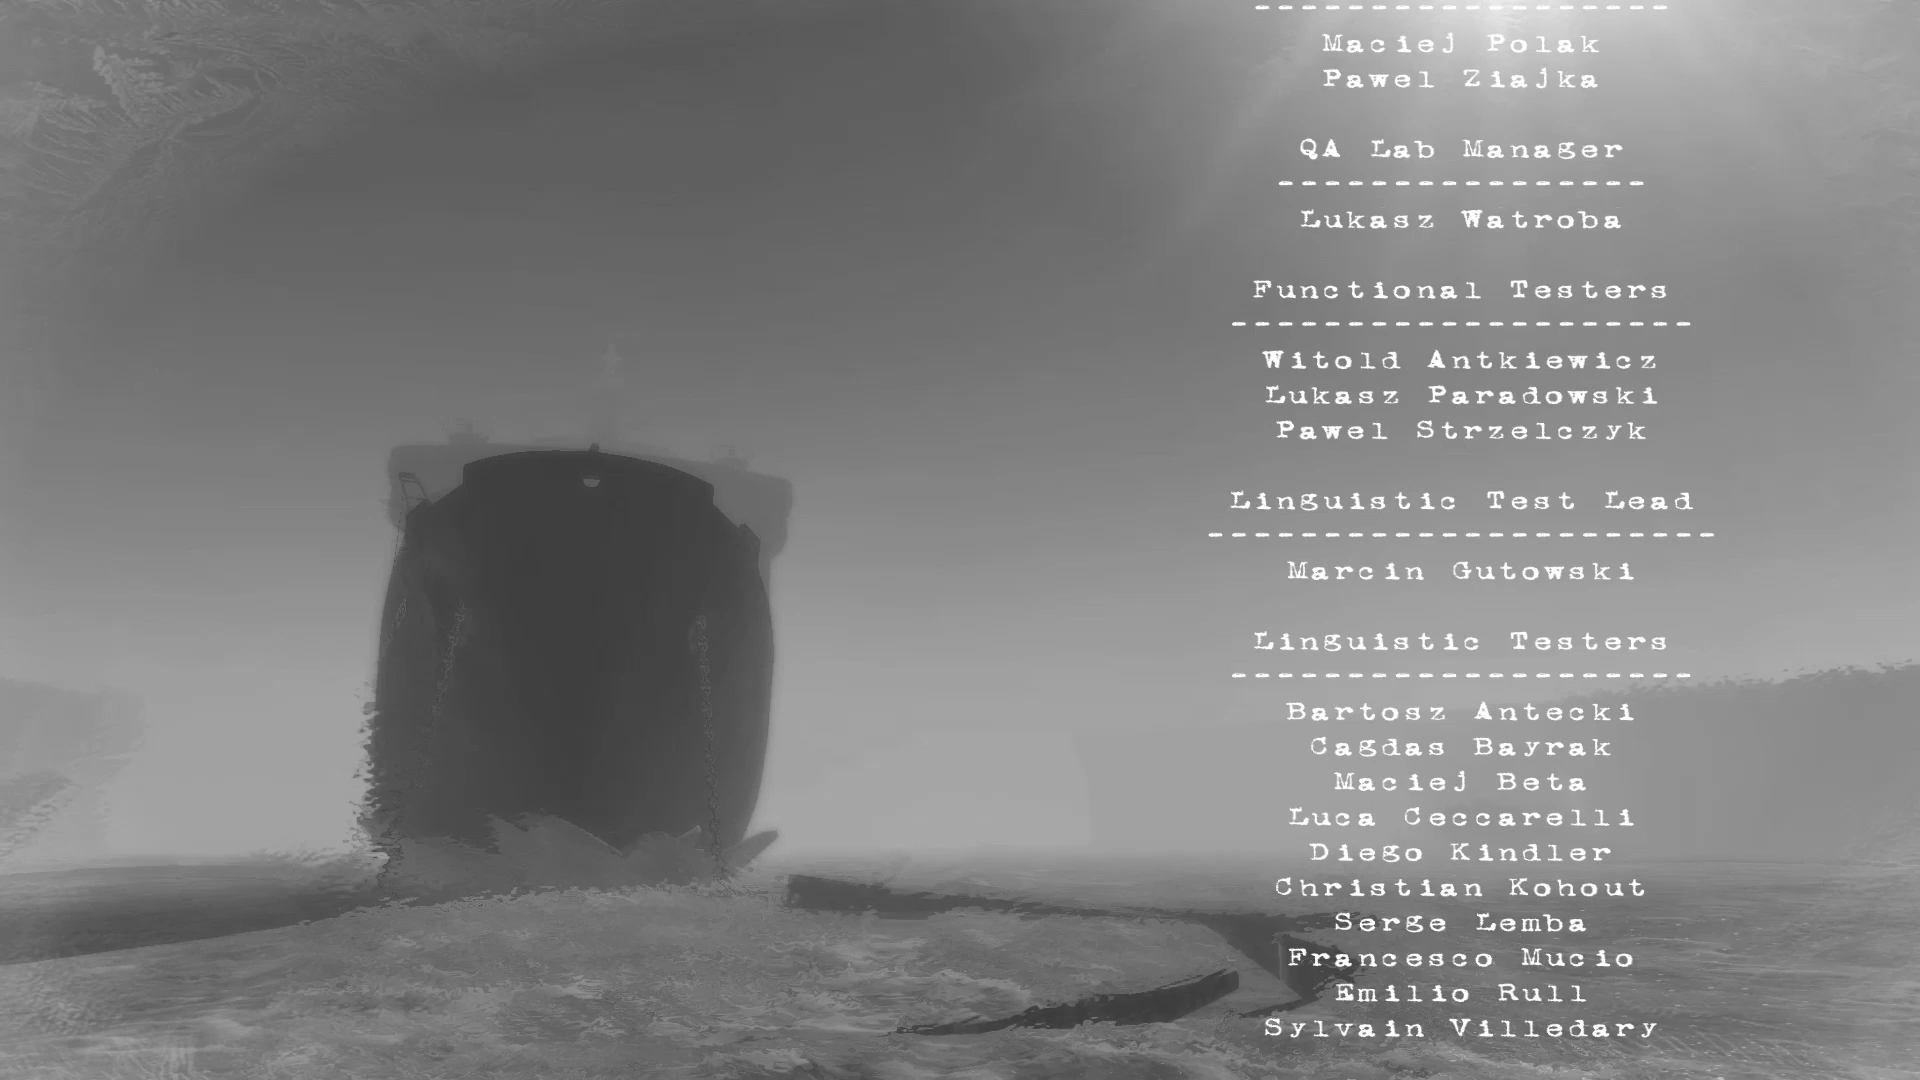 ------------------
Maciej Polak
Pawel Ziajka
QA Lab Manager
----------------
Lukasz Watroba
Functional Testers
--------------------
Witold Antkiewicz
Lukasz Paradowski
Pawel Strzelczyk
Linguistic Test Lead
----------------------
Marcin Gutowski
Linguistic Testers
--------------------
Bartosz Antecki
Cagdas Bayrak
Maciej Beta
Luca Ceccarelli
Diego Kindler
Christian Kohout
Serge Lemba
Francesco Mucio
Emilio Rull
Sylvain Villedary